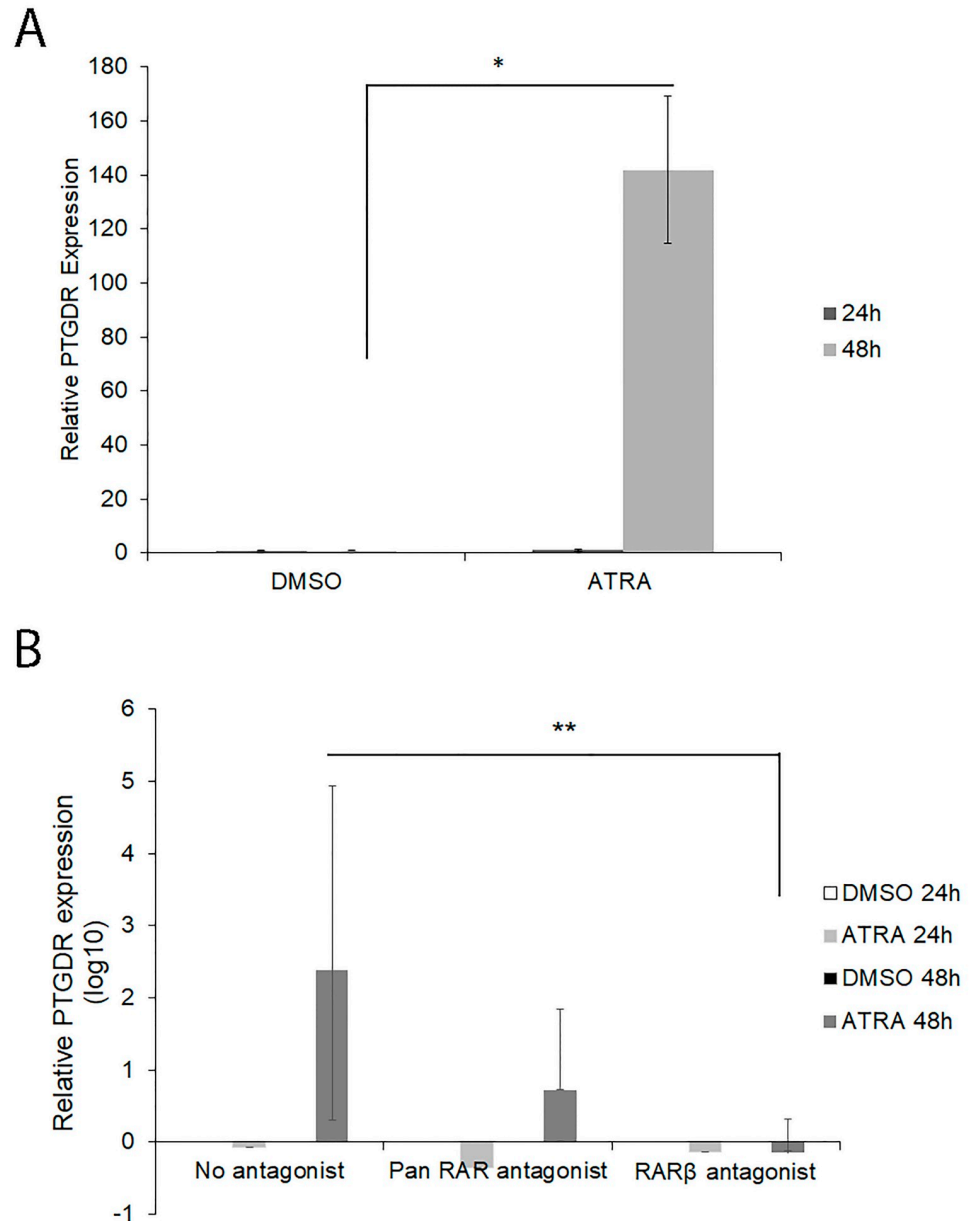 A
180
160
140
120
100
80
60
40
20
0
Relative PTGDR Expression
*
DMSO
ATRA
24h
48h
B
6
5
4
3
2
1
0
-1
Relative PTGDR expression
(log10)
**
No antagonist
Pan RAR antagonist
RARβ antagonist
DMSO 24h
ATRA 24h
DMSO 48h
ATRA 48h